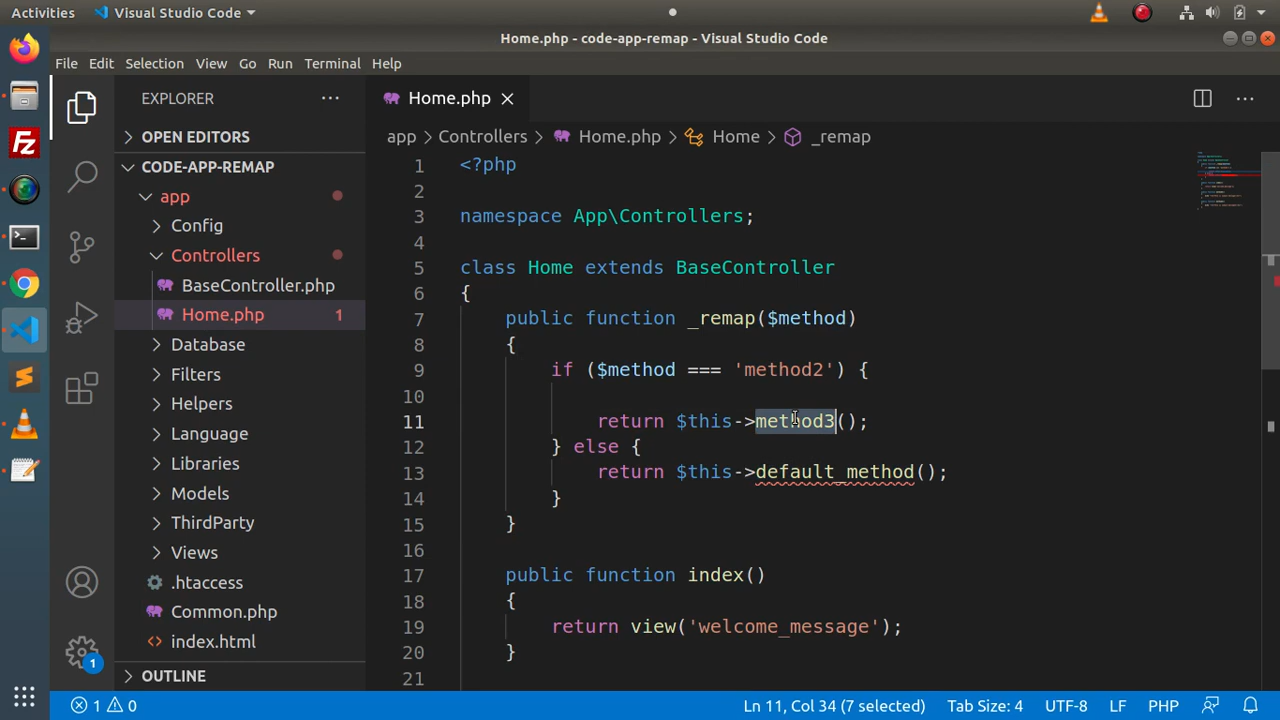 Activities Visual Studio Code
Home.php - code-app-remap - Visual Studio Code
File Edit Selection View Go Run Terminal Help
EXPLORER
OPEN EDITORS
CODE-APP-REMAP
app
Config
Controllers
BaseController.php
Home.php 1
Database
Filters
Helpers
Language
Libraries
Models
ThirdParty
Views
.htaccess
Common.php
index.html
OUTLINE
Home.php
app > Controllers > Home.php > Home > _remap
1 <?php
2
3 namespace App\Controllers;
4
5 class Home extends BaseController
6 {
7 public function _remap($method)
8 {
9 if ($method === 'method2') {
10
11 return $this->method3();
12 } else {
13 return $this->default_method();
14 }
15 }
16
17 public function index()
18 {
19 return view('welcome_message');
20 }
21
Fz
1
1 0 Ln 11, Col 34 (7 selected) Tab Size: 4 UTF-8 LF PHP